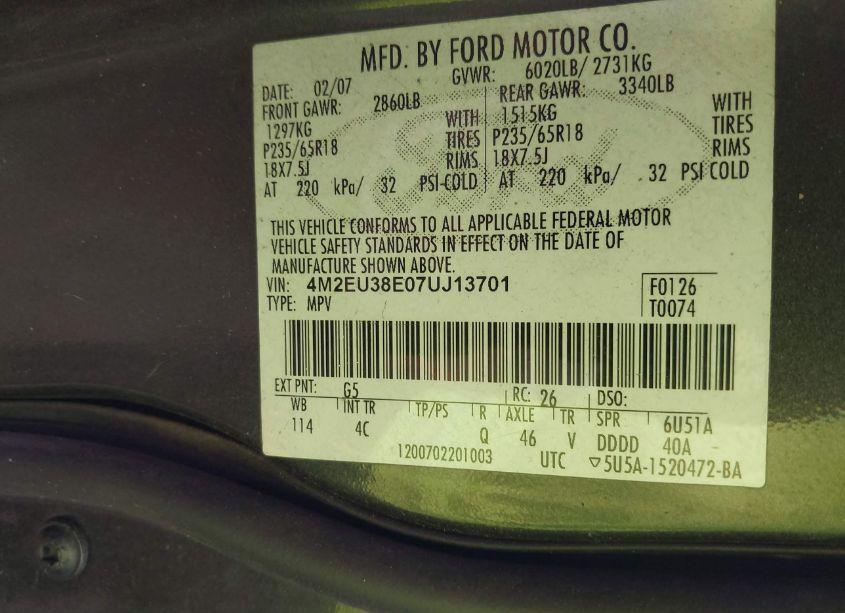 MFD. BY FORD MOTOR CO.
DATE: 02/07 GVWR: 6020LB/ 2731KG
FRONT GAWR: 2860LB REAR GAWR: 3340LB
1297KG WITH 1515KG WITH
P235/65R18 TIRES P235/65R18 TIRES
18X7.5J RIMS 18X7.5J RIMS
AT 220 kPa/ 32 PSI COLD AT 220 kPa/ 32 PSI COLD
THIS VEHICLE CONFORMS TO ALL APPLICABLE FEDERAL MOTOR
VEHICLE SAFETY STANDARDS IN EFFECT ON THE DATE OF
MANUFACTURE SHOWN ABOVE.
VIN: 4M2EU38E07UJ13701 F0126
TYPE: MPV T0074
EXT PNT: G5 RC: 26 DSO:
WB INT TR TP/PS R AXLE TR SPR 6U51A
114 4C Q 46 V DDDD 40A
1200702201003 UTC ▽5U5A-1520472-BA